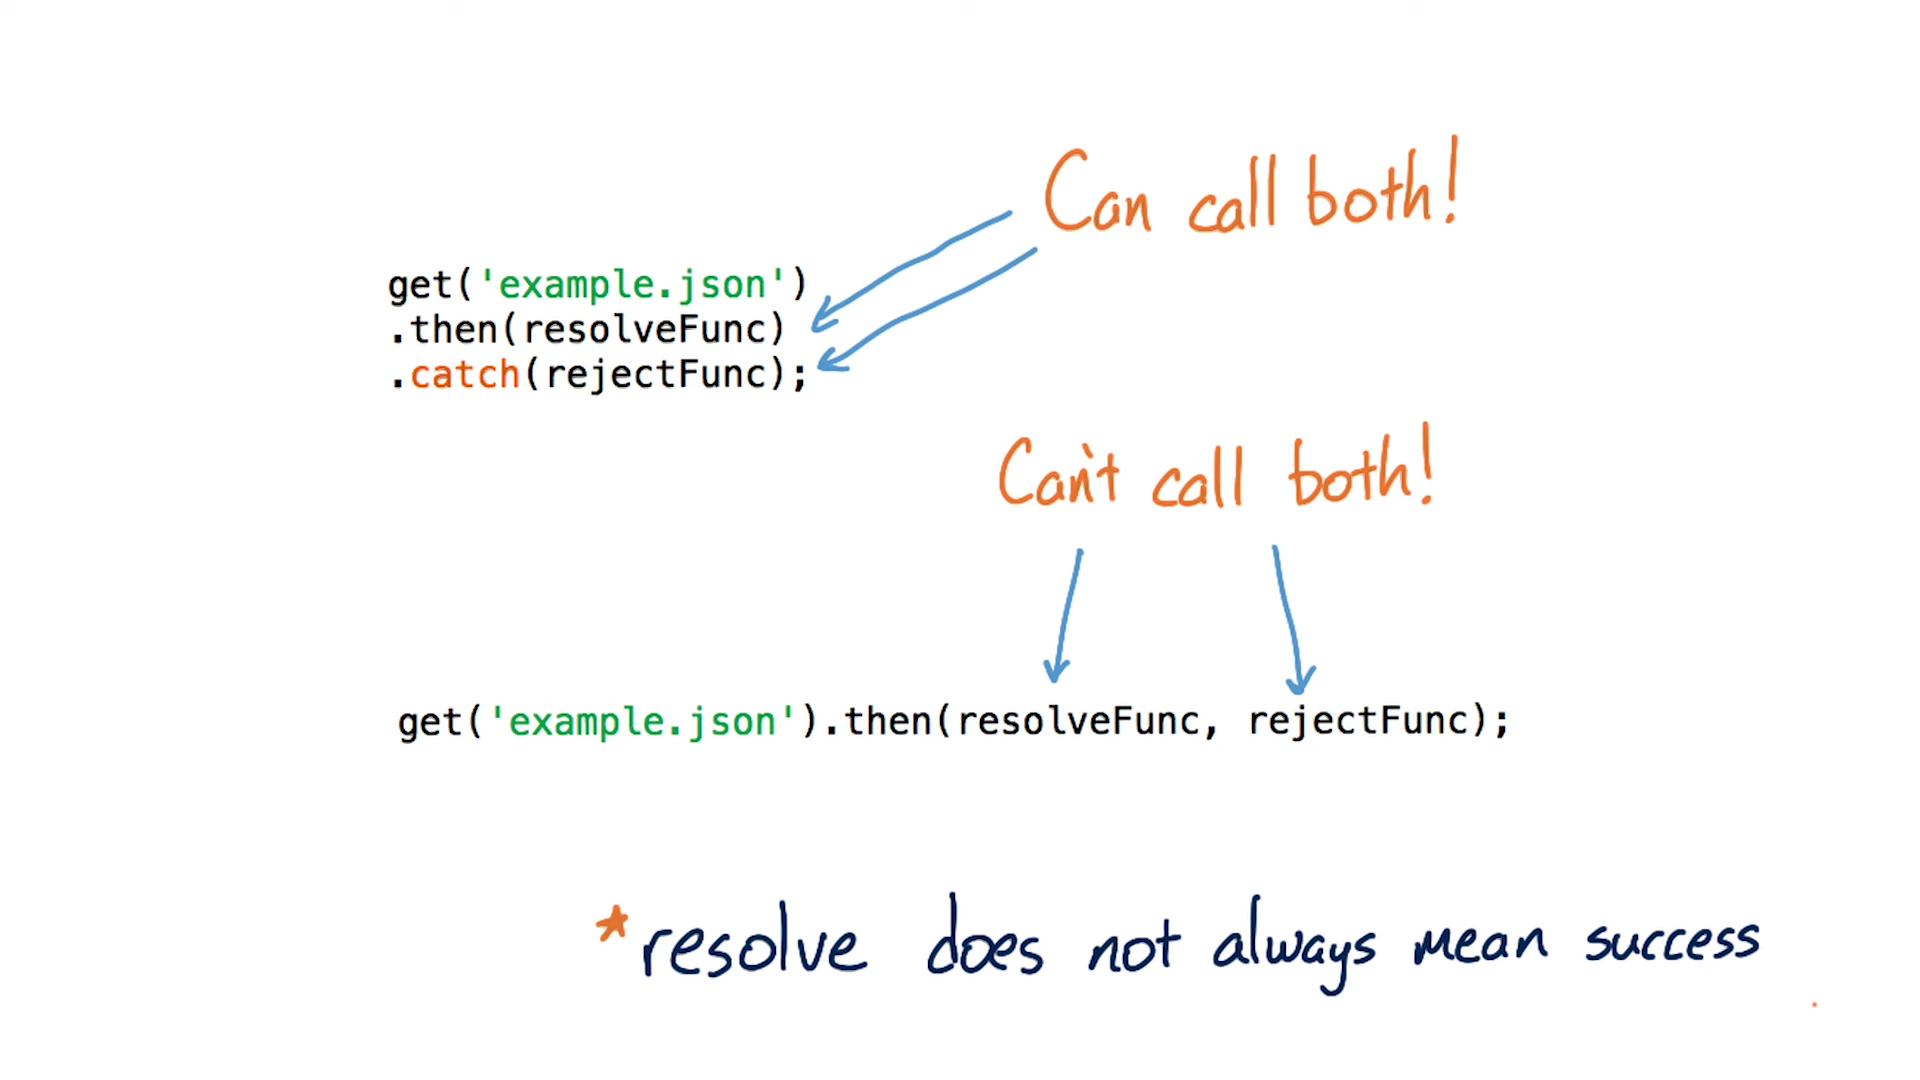 Can call both!
get('example.json')
.then(resolveFunc)
.catch(rejectFunc);
Can't call both!
get('example.json').then(resolveFunc, rejectFunc);
*resolve does not always mean success